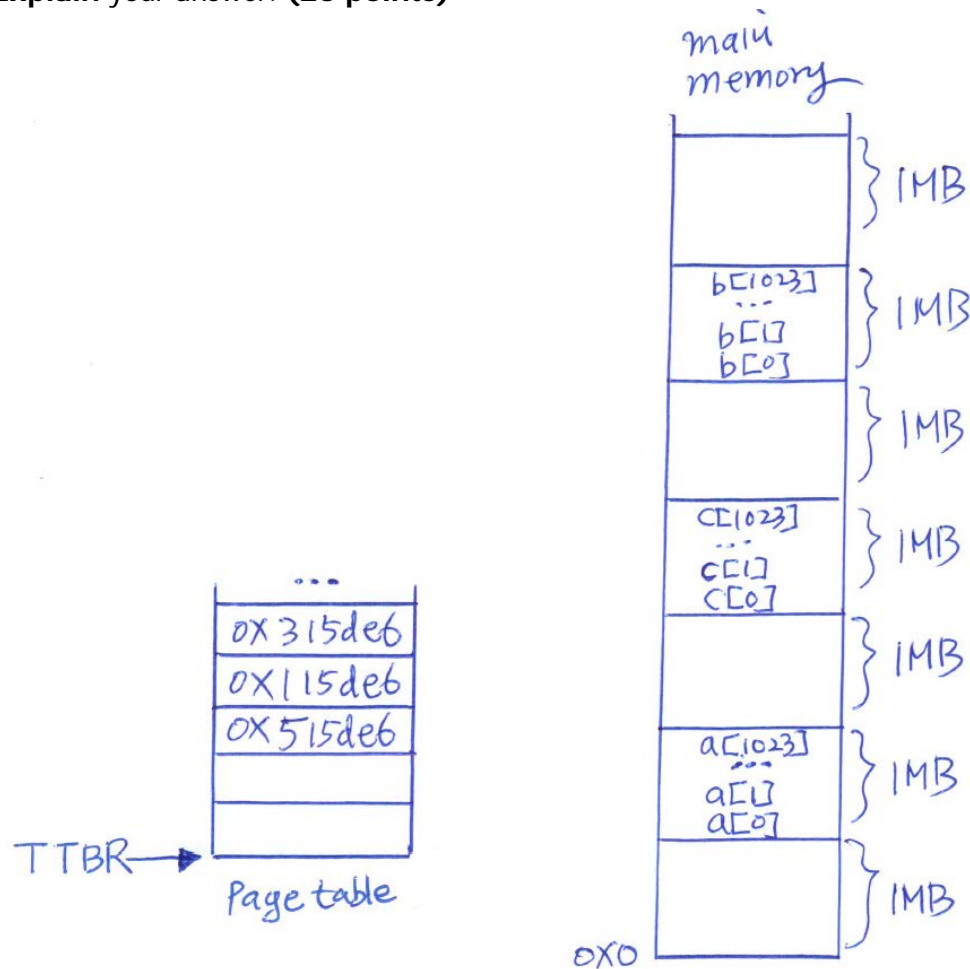 Explain your answer. (25 points)
main
memory
1MB
b[1023]
...
b[1]
b[0]
1MB
1MB
c[1023]
...
c[1]
c[0]
1MB
1MB
a[1023]
...
a[1]
a[0]
1MB
1MB
0X0
...
0X315de6
0X115de6
0X515de6
TTBR
Page table